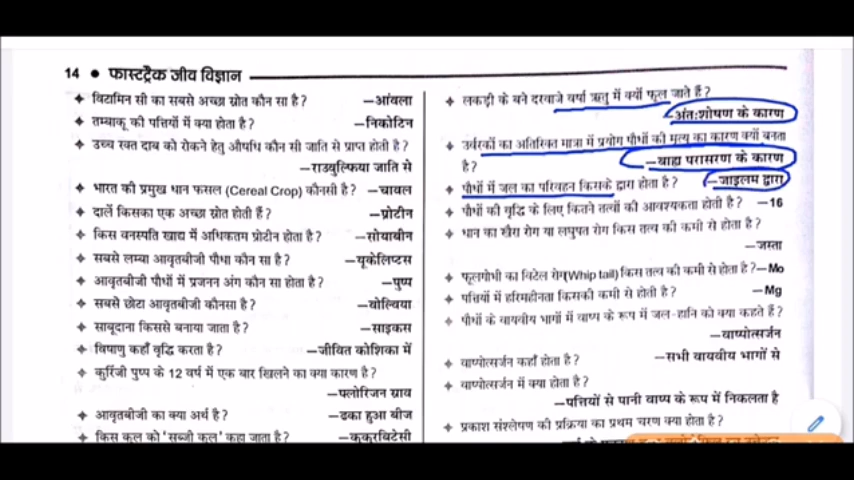 14 • फास्टट्रैक जीव विज्ञान
✦ विटामिन सी का सबसे अच्छा स्रोत कौन सा है? —आंवला
✦ तम्बाकू की पत्तियों में क्या होता है? —निकोटिन
✦ उच्च रक्त दाब को रोकने हेतु औषधि कौन सी जाति से प्राप्त होती है?
—राउवुल्फिया जाति से
✦ भारत की प्रमुख धान फसल (Cereal Crop) कौनसी है? —चावल
✦ दालें किसका एक अच्छा स्रोत होती हैं? —प्रोटीन
✦ किस वनस्पति खाद्य में अधिकतम प्रोटीन होता है? —सोयाबीन
✦ सबसे लम्बा आवृतबीजी पौधा कौन सा है? —यूकेलिप्टस
✦ आवृतबीजी पौधों में प्रजनन अंग कौन सा होता है? —पुष्प
✦ सबसे छोटा आवृतबीजी कौनसा है? —वोल्विया
✦ साबूदाना किससे बनाया जाता है? —साइकस
✦ विषाणु कहाँ वृद्धि करता है? —जीवित कोशिका में
✦ कुरिंजी पुष्प के 12 वर्ष में एक बार खिलने का क्या कारण है?
—फ्लोरिजन स्राव
✦ आवृतबीजी का क्या अर्थ है? —ढका हुआ बीज
✦ किस कुल को 'सब्जी कुल' कहा जाता है? —कुकुरविटेसी
✦ लकड़ी के बने दरवाजे वर्षा ऋतु में क्यों फूल जाते हैं?
—अंतः शोषण के कारण
✦ उर्वरकों का अतिरिक्त मात्रा में प्रयोग पौधों की मृत्यु का कारण क्यों बनता
है? —बाह्य परासरण के कारण
✦ पौधों में जल का परिवहन किसके द्वारा होता है? —जाइलम द्वारा
✦ पौधों की वृद्धि के लिए कितने तत्वों की आवश्यकता होती है? —16
✦ धान का खैरा रोग या लघुपत रोग किस तत्व की कमी से होता है?
—जस्ता
✦ फूलगोभी का विटेल रोग(Whip tail) किस तत्व की कमी से होता है?—Mo
✦ पत्तियों में हरिमहीनता किसकी कमी से होती है? —Mg
✦ पौधों के वायवीय भागों में वाष्प के रूप में जल-हानि को क्या कहते हैं?
—वाष्पोत्सर्जन
✦ वाष्पोत्सर्जन कहाँ होता है? —सभी वायवीय भागों से
✦ वाष्पोत्सर्जन में क्या होता है?
—पत्तियों से पानी वाष्प के रूप में निकलता है
✦ प्रकाश संश्लेषण की प्रक्रिया का प्रथम चरण क्या होता है?